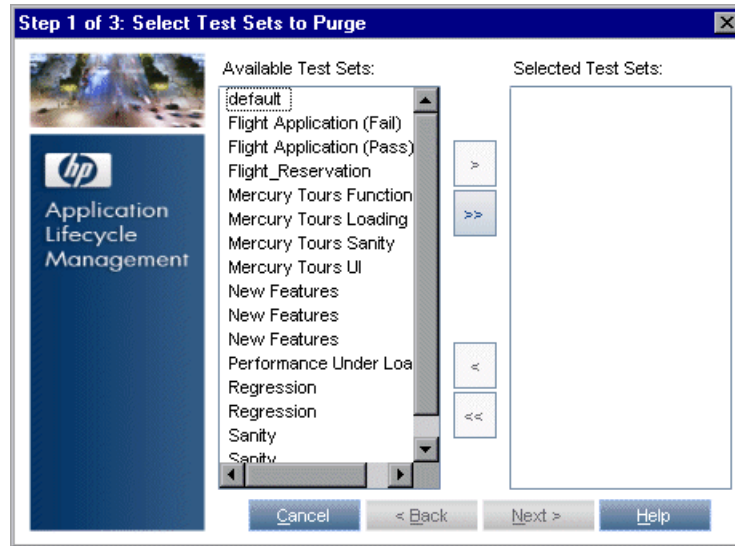 Step 1 of 3: Select Test Sets to Purge
Available Test Sets:
Selected Test Sets:
hp
Application
Lifecycle
Management
default
Flight Application (Fail)
Flight Application (Pass)
Flight_Reservation
Mercury Tours Function
Mercury Tours Loading
Mercury Tours Sanity
Mercury Tours UI
New Features
New Features
New Features
Performance Under Loa
Regression
Regression
Sanity
Sanity
>
>>
<
<<
Cancel
< Back
Next >
Help